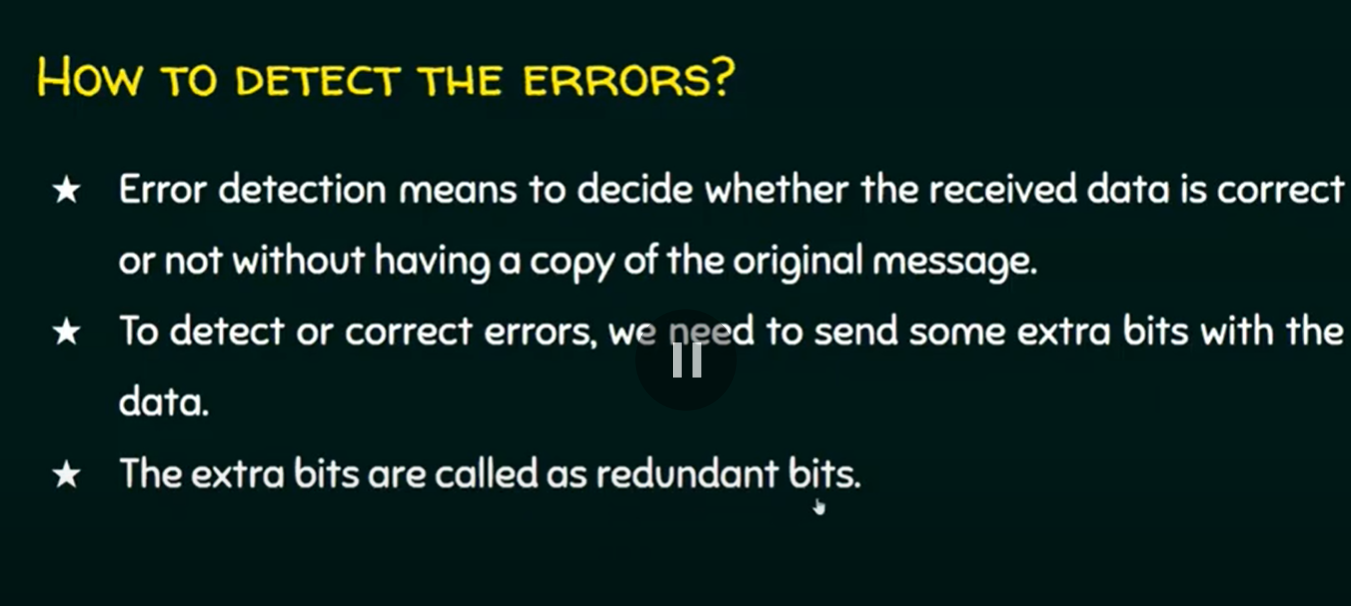 How to detect the errors?
★ Error detection means to decide whether the received data is correct
or not without having a copy of the original message.
★ To detect or correct errors, we need to send some extra bits with the
data.
★ The extra bits are called as redundant bits.